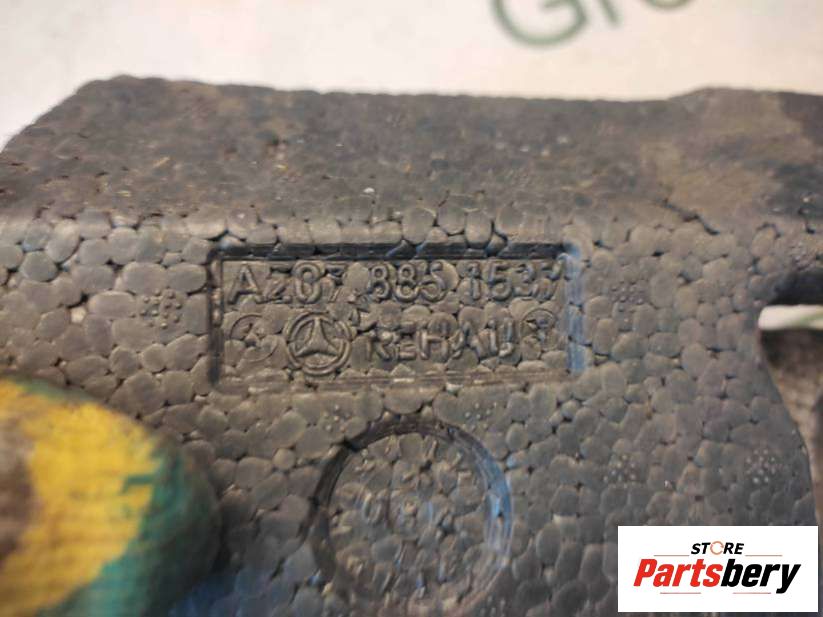 A207 885 1537
REHAU
STORE
Partsbery